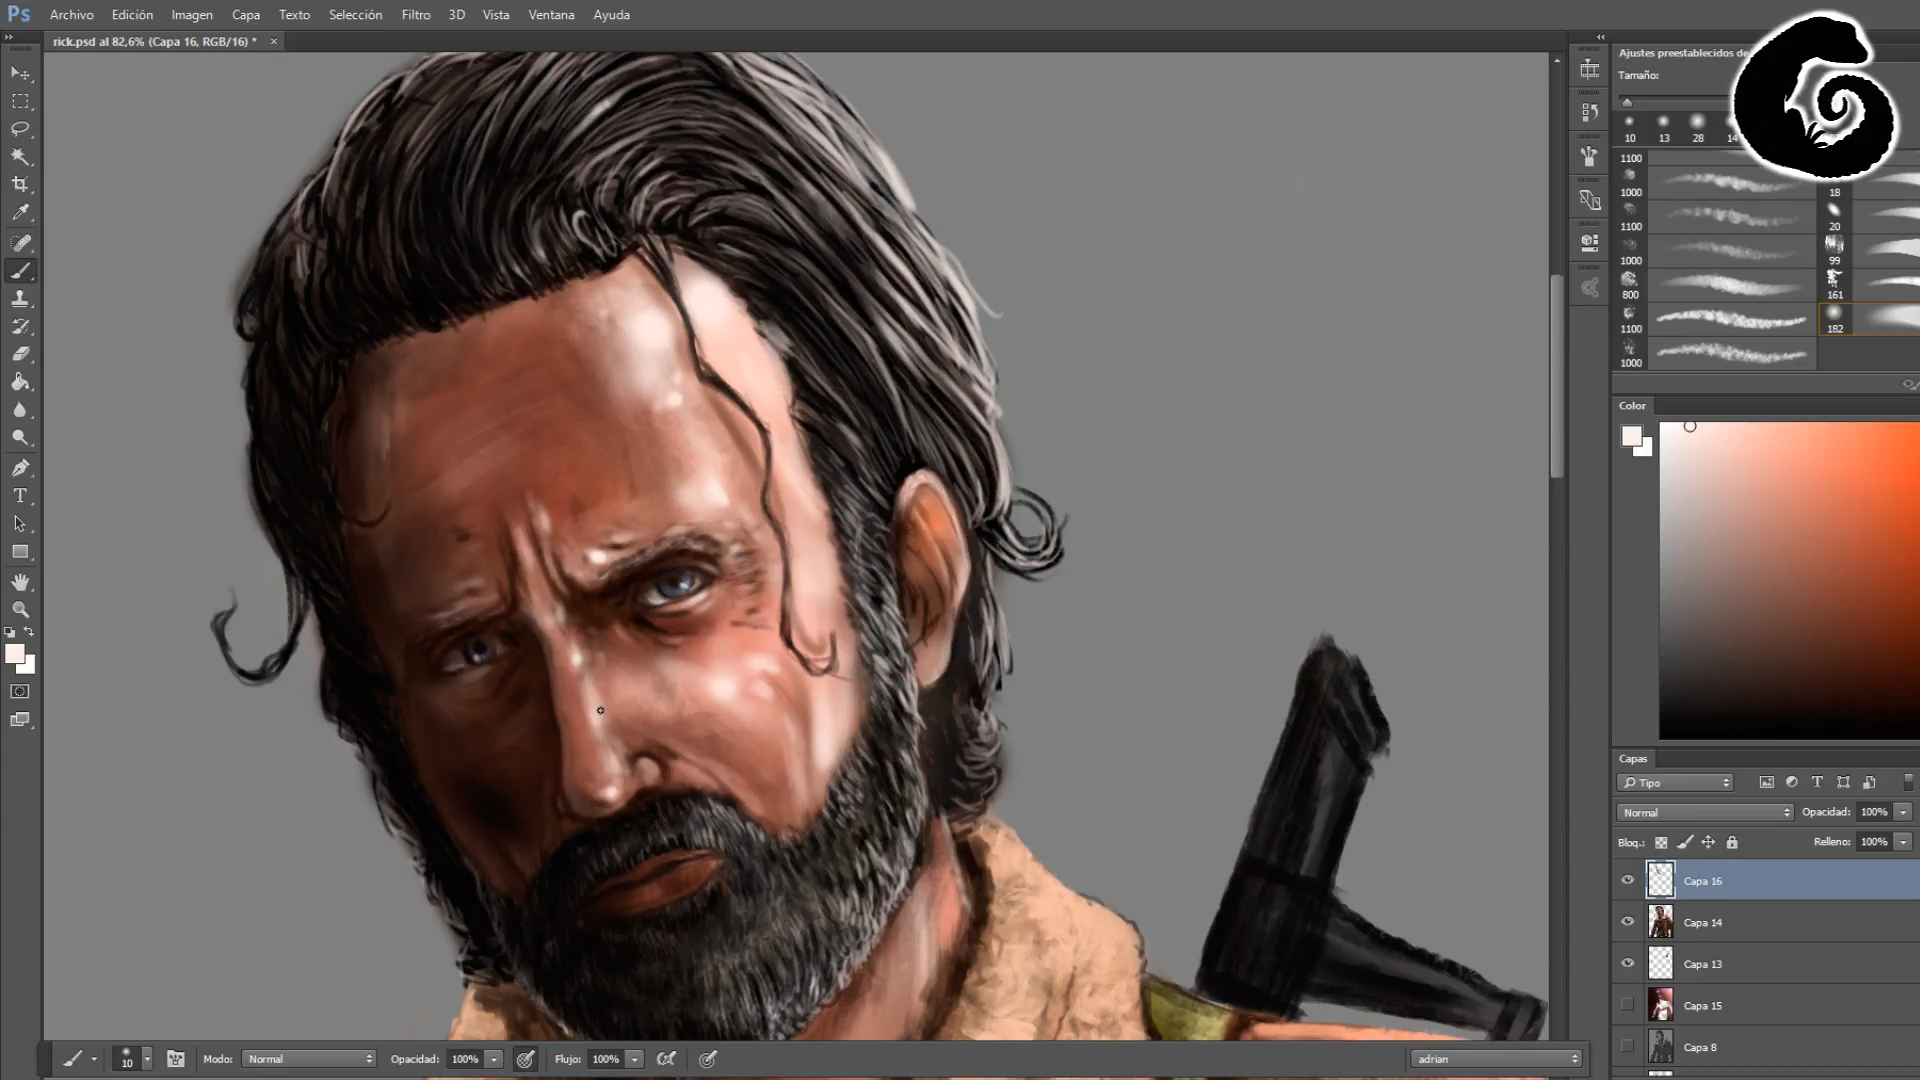 Ps Archivo Edición Imagen Capa Texto Selección Filtro 3D Vista Ventana Ayuda
rick.psd al 82,6% (Capa 16, RGB/16) * ×
Ajustes preestablecidos de
Tamaño:
10 13 28 14
1100
1000 18
1100 20
1000 99
800 161
1100 182
1000
Color
Capas
Tipo
Normal Opacidad: 100%
Bloq.: Relleno: 100%
Capa 16
Capa 14
Capa 13
Capa 15
Capa 8
10 Modo: Normal Opacidad: 100% Flujo: 100% adrian